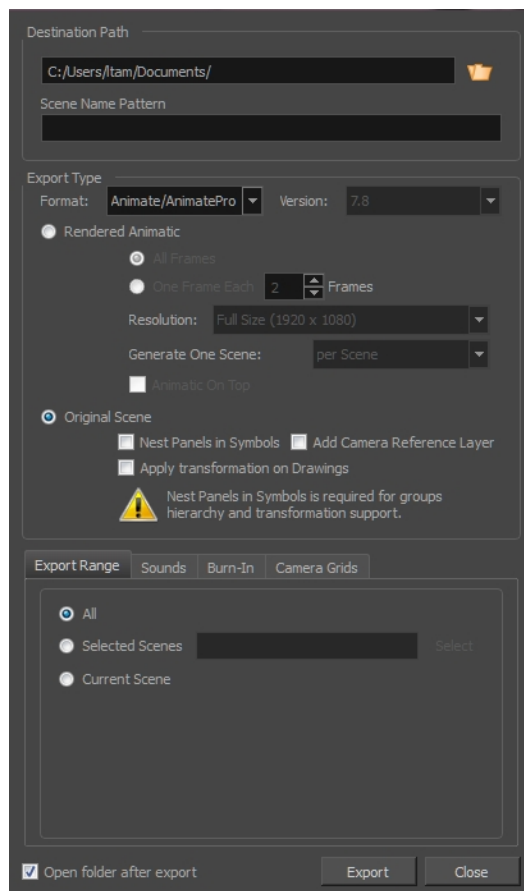 Destination Path
C:/Users/ltam/Documents/
Scene Name Pattern
Export Type
Format: Animate/AnimatePro Version: 7.8
Rendered Animatic
All Frames
One Frame Each 2 Frames
Resolution: Full Size (1920 x 1080)
Generate One Scene: per Scene
Animatic On Top
Original Scene
Nest Panels in Symbols Add Camera Reference Layer
Apply transformation on Drawings
Nest Panels in Symbols is required for groups
hierarchy and transformation support.
Export Range Sounds Burn-In Camera Grids
All
Selected Scenes Select
Current Scene
Open folder after export Export Close